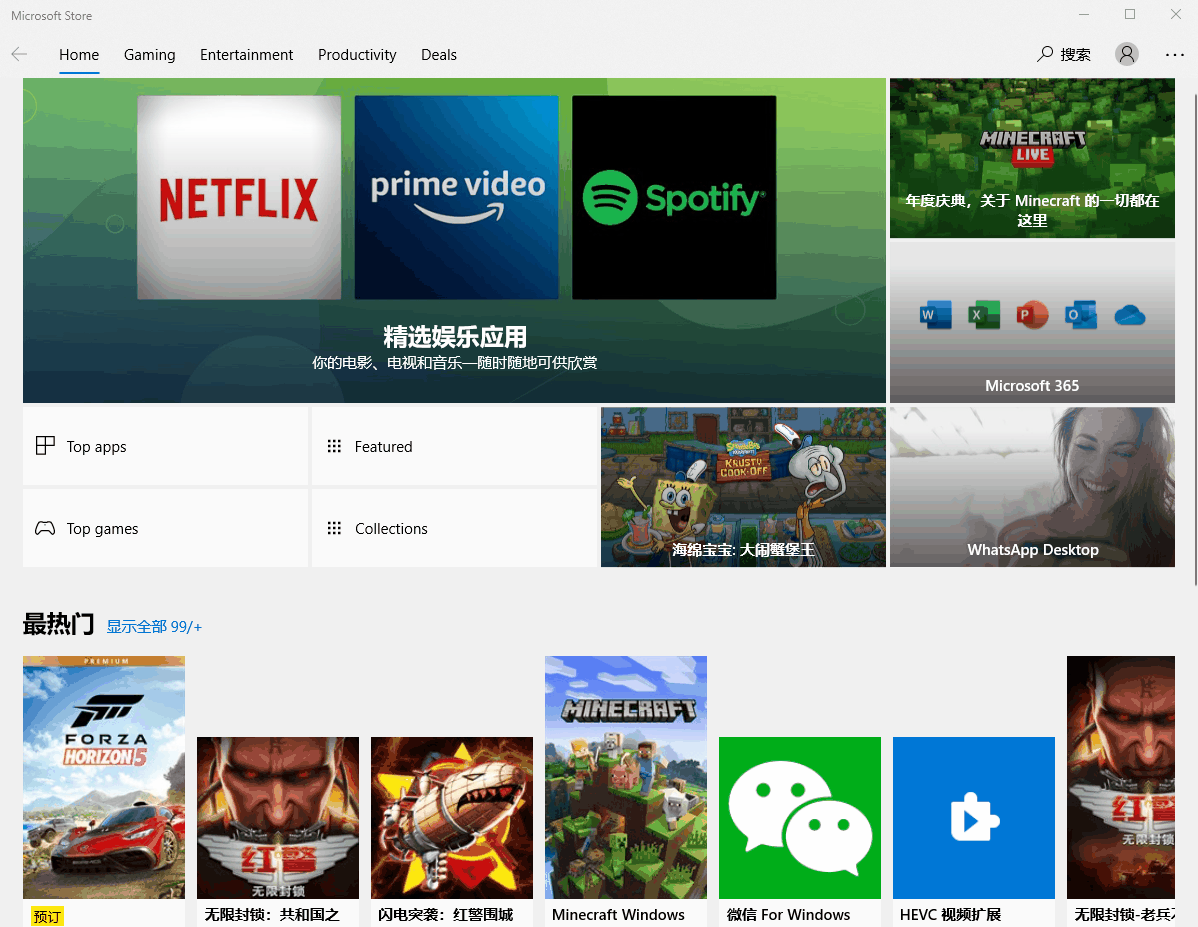 Microsoft Store
Home Gaming Entertainment Productivity Deals 搜索
NETFLIX
prime video
Spotify
精选娱乐应用
你的电影、电视和音乐—随时随地可供欣赏
MINECRAFT
LIVE
年度庆典，关于 Minecraft 的一切都在
这里
W X P O
Microsoft 365
Top apps
Featured
Top games
Collections
SpongeBob
KRUSTY
COOK-OFF
海绵宝宝: 大闹蟹堡王
WhatsApp Desktop
最热门 显示全部 99/+
PREMIUM
FORZA
HORIZON 5
预订
红警
无限封锁
无限封锁：共和国之
闪电突袭：红警围城
MINECRAFT
Minecraft Windows
微信 For Windows
HEVC 视频扩展
无限封锁
无限封锁-老兵